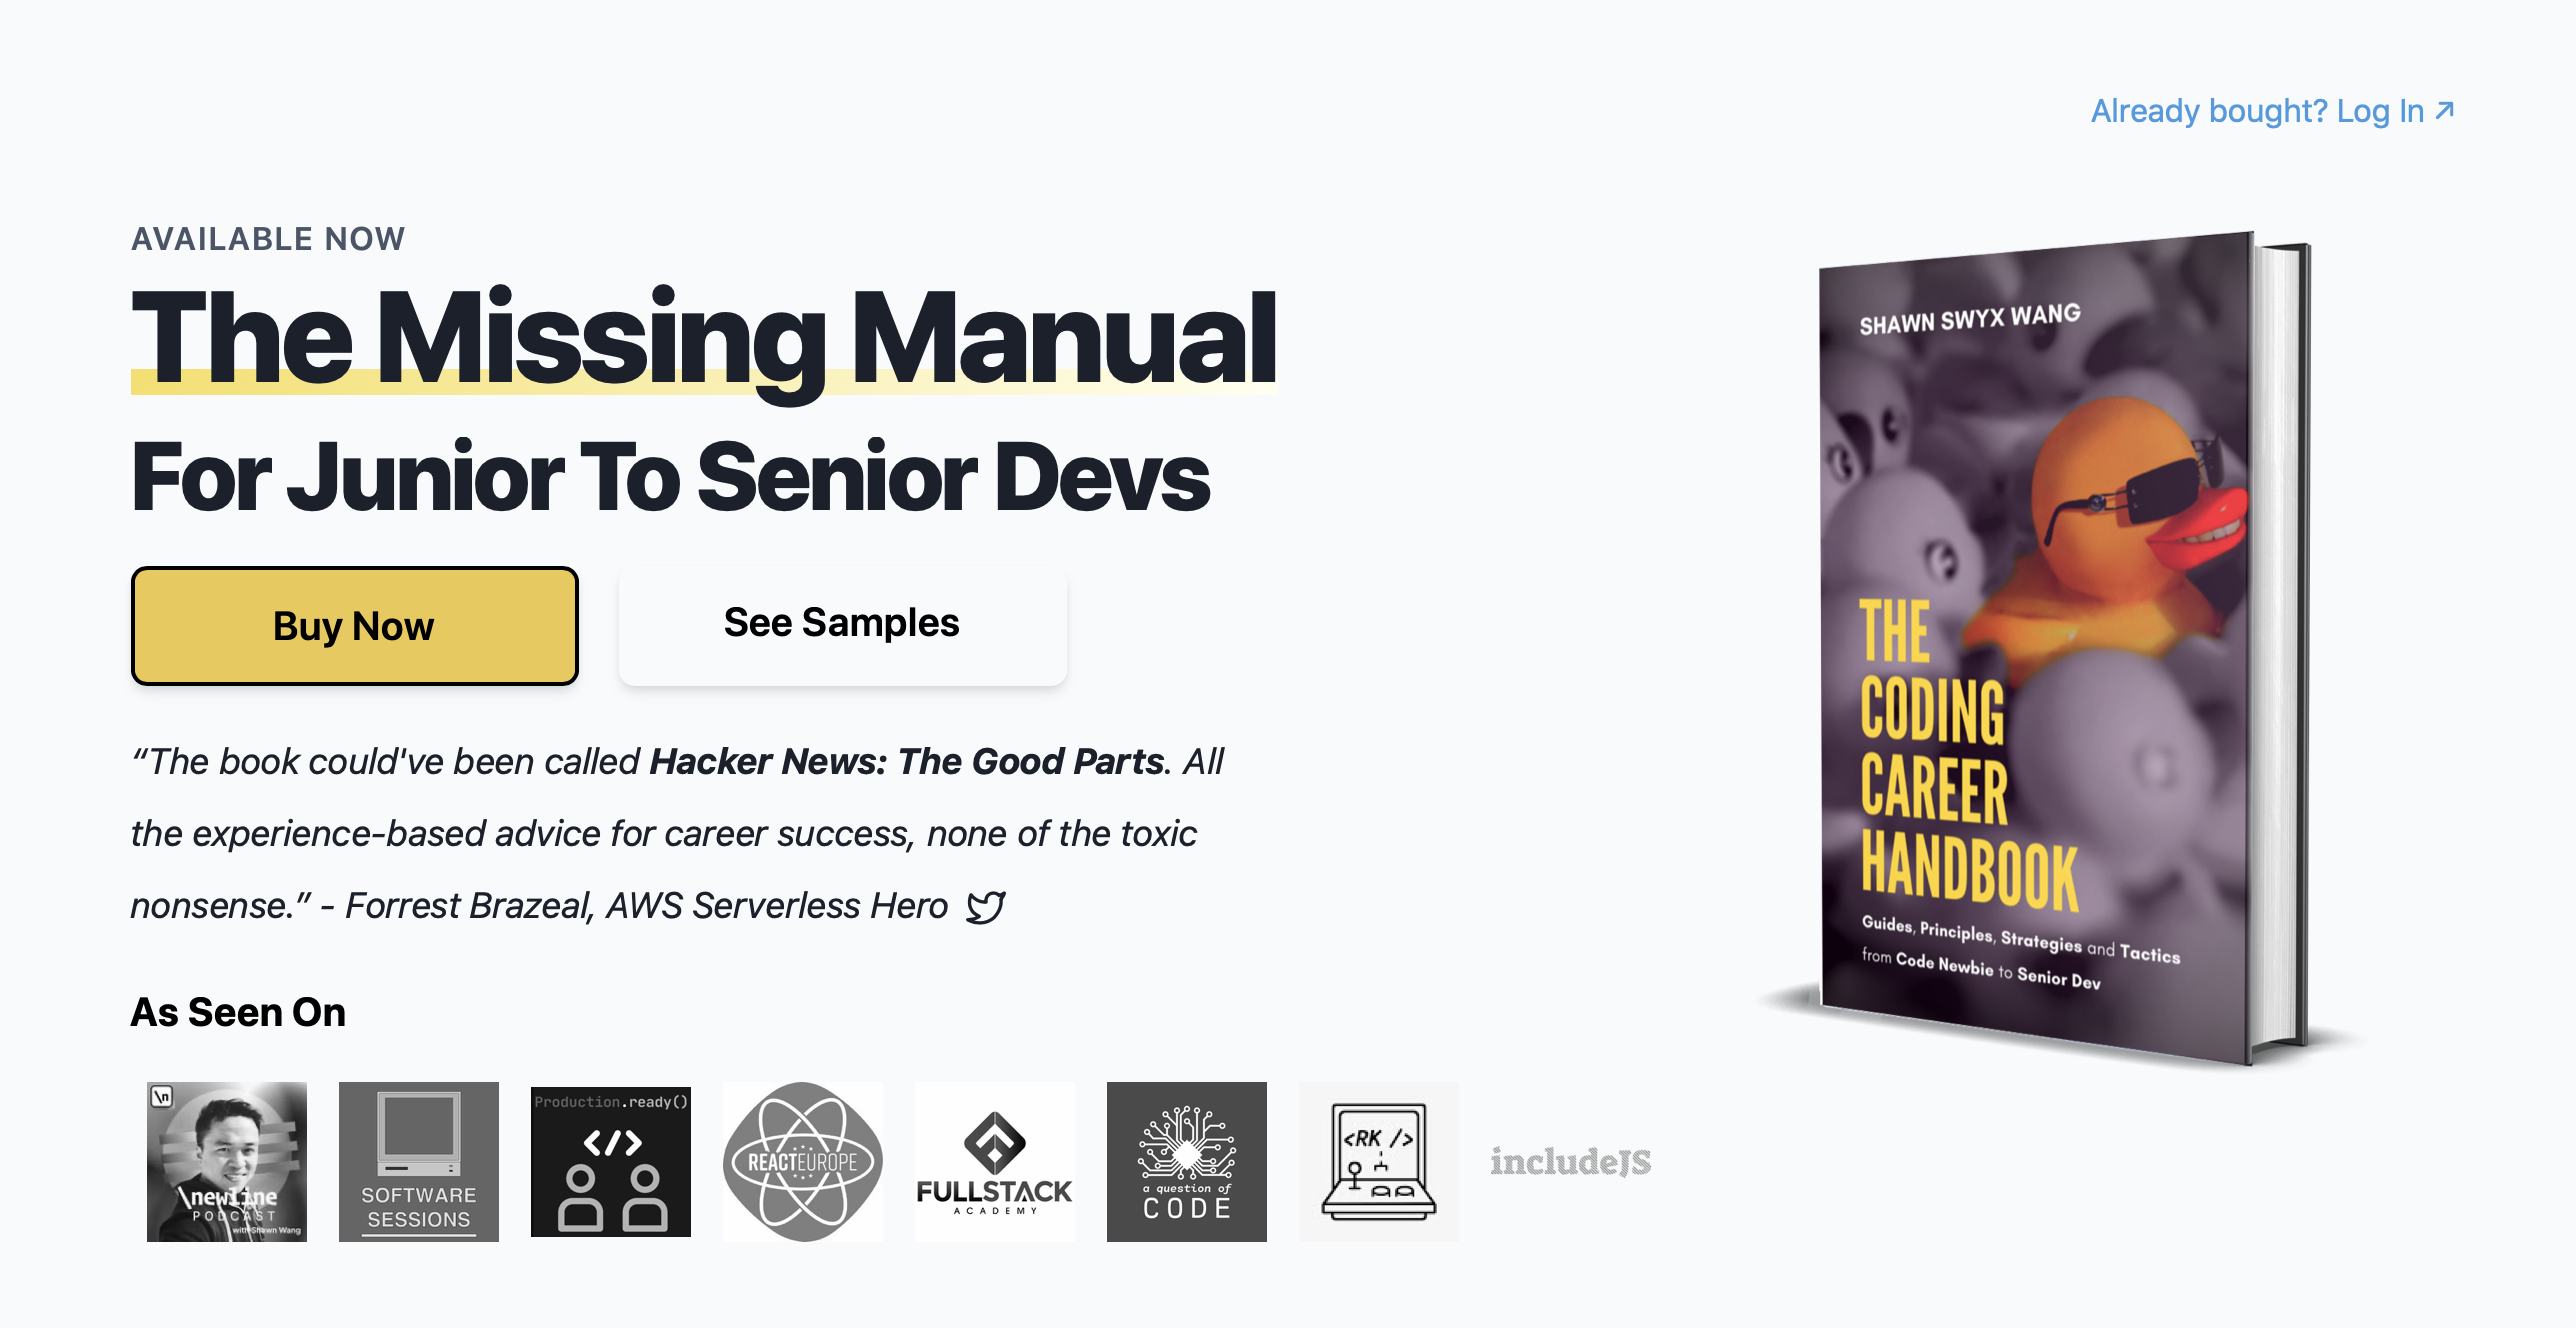 Already bought? Log In ↗
AVAILABLE NOW
The Missing Manual
For Junior To Senior Devs
Buy Now
See Samples
“The book could've been called Hacker News: The Good Parts. All
the experience-based advice for career success, none of the toxic
nonsense.” - Forrest Brazeal, AWS Serverless Hero
SHAWN SWYX WANG
THE
CODING
CAREER
HANDBOOK
Guides, Principles, Strategies and Tactics
from Code Newbie to Senior Dev
As Seen On
\n
\newline
PODCAST
with Shawn Wang
SOFTWARE
SESSIONS
Production.ready()
</>
REACTEUROPE
FULLSTACK
ACADEMY
a question of
CODE
<RK />
includeJS